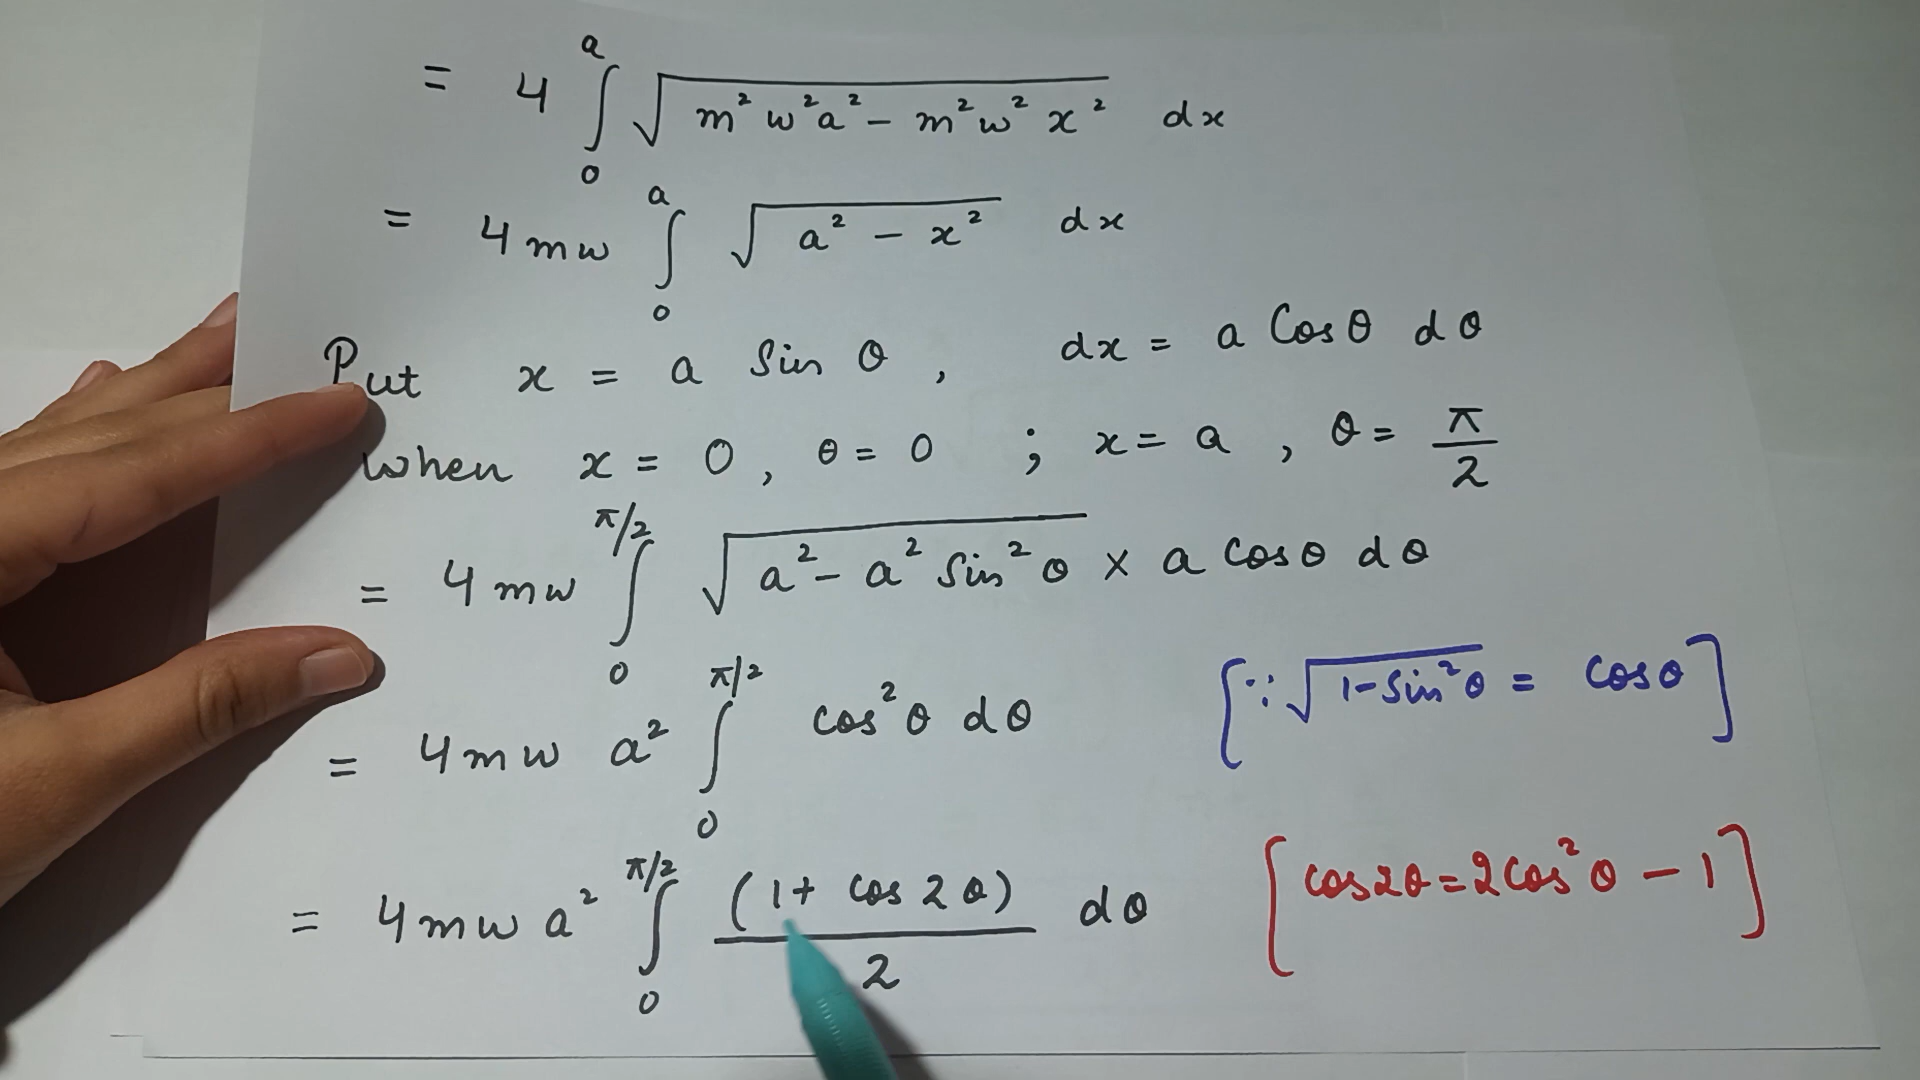 = 4 ∫₀ᵃ √(m²w²a² − m²w²x²) dx
= 4mw ∫₀ᵃ √(a² − x²) dx
Put x = a Sin θ, dx = a Cosθ dθ
When x = 0, θ = 0 ; x = a, θ = π/2
= 4mw ∫₀^(π/2) √(a² − a² Sin²θ) × a Cosθ dθ
= 4mw a² ∫₀^(π/2) cos²θ dθ [∵ √(1-Sin²θ) = Cosθ]
= 4mw a² ∫₀^(π/2) (1+ Cos 2θ)/2 dθ [Cos2θ=2Cos²θ − 1]